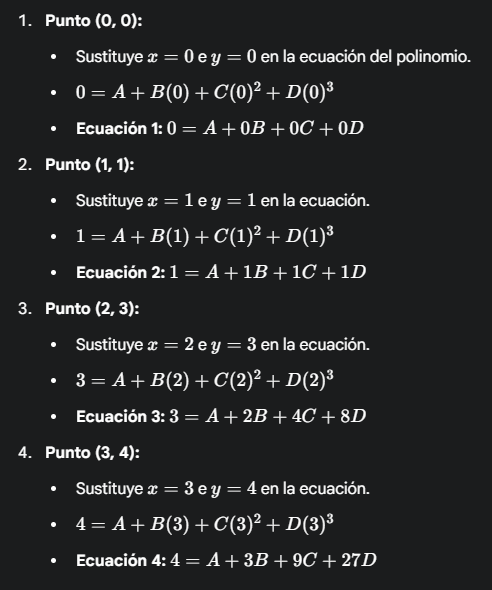 1. Punto (0, 0):
• Sustituye x = 0 e y = 0 en la ecuación del polinomio.
• 0 = A + B(0) + C(0)² + D(0)³
• Ecuación 1: 0 = A + 0B + 0C + 0D
2. Punto (1, 1):
• Sustituye x = 1 e y = 1 en la ecuación.
• 1 = A + B(1) + C(1)² + D(1)³
• Ecuación 2: 1 = A + 1B + 1C + 1D
3. Punto (2, 3):
• Sustituye x = 2 e y = 3 en la ecuación.
• 3 = A + B(2) + C(2)² + D(2)³
• Ecuación 3: 3 = A + 2B + 4C + 8D
4. Punto (3, 4):
• Sustituye x = 3 e y = 4 en la ecuación.
• 4 = A + B(3) + C(3)² + D(3)³
• Ecuación 4: 4 = A + 3B + 9C + 27D